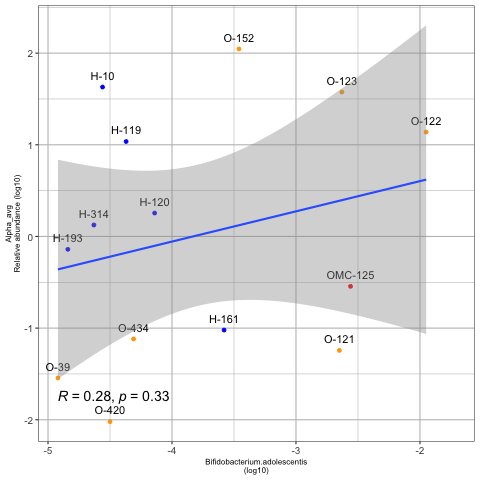 O-152
H-10
O-123
O-122
H-119
H-120
H-314
H-193
OMC-125
H-161
O-434
O-121
O-39
R = 0.28, p = 0.33
O-420
2
1
0
-1
-2
-5
-4
-3
-2
Alpha_avg
Relative abundance (log10)
Bifidobacterium.adolescentis
(log10)